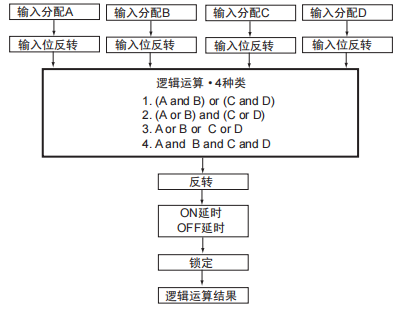 输入分配A 输入分配B 输入分配C 输入分配D
输入位反转 输入位反转 输入位反转 输入位反转
逻辑运算・4种类
1. (A and B) or (C and D)
2. (A or B) and (C or D)
3. A or B or C or D
4. A and B and C and D
反转
ON延时
OFF延时
锁定
逻辑运算结果